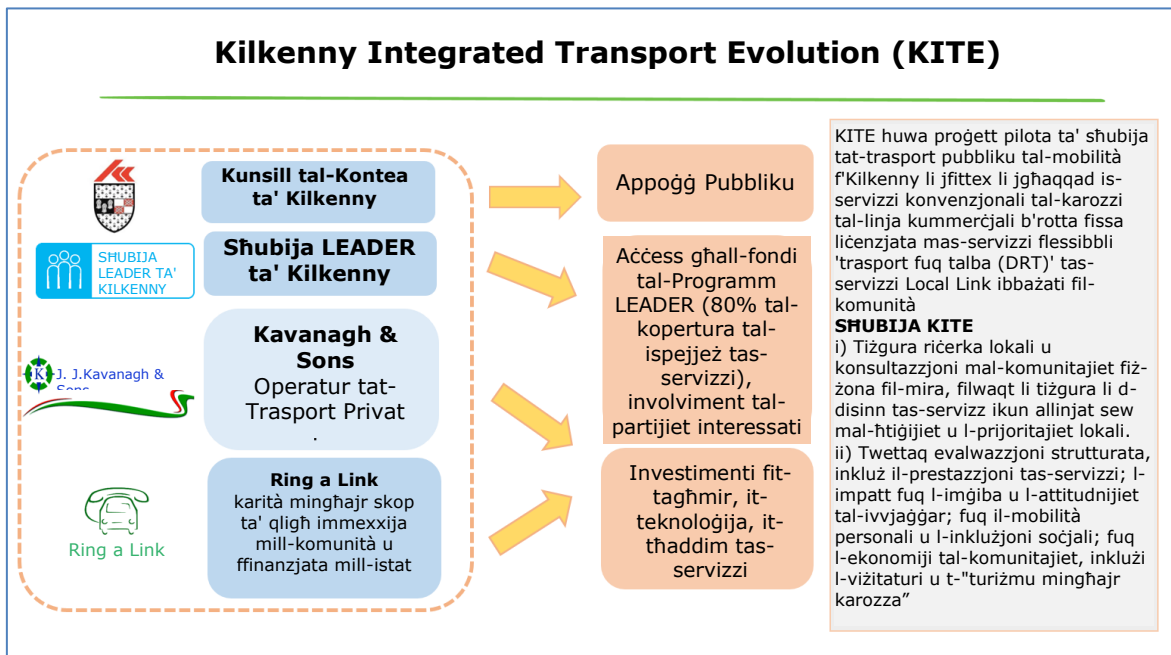 Kilkenny Integrated Transport Evolution (KITE)
Kunsill tal-Kontea
ta' Kilkenny
SĦUBIJA
LEADER TA'
KILKENNY
Sħubija LEADER
ta' Kilkenny
K
J. J.Kavanagh &
Sons
Kavanagh &
Sons
Operatur tat-
Trasport Privat
.
Ring a Link
Ring a Link
karità mingħajr skop
ta' qligħ immexxija
mill-komunità u
ffinanzjata mill-istat
Appoġġ Pubbliku
Aċċess għall-fondi
tal-Programm
LEADER (80% tal-
kopertura tal-
ispejjeż tas-
servizzi),
involviment tal-
partijiet interessati
Investimenti fit-
tagħmir, it-
teknoloġija, it-
tħaddim tas-
servizzi
KITE huwa proġett pilota ta' sħubija
tat-trasport pubbliku tal-mobilità
f'Kilkenny li jfittex li jgħaqqad is-
servizzi konvenzjonali tal-karozzi
tal-linja kummerċjali b'rotta fissa
liċenzjata mas-servizzi flessibbli
'trasport fuq talba (DRT)' tas-
servizzi Local Link ibbażati fil-
komunità
SĦUBIJA KITE
i) Tiżgura riċerka lokali u
konsultazzjoni mal-komunitajiet fiż-
żona fil-mira, filwaqt li tiżgura li d-
disinn tas-servizz ikun allinjat sew
mal-ħtiġijiet u l-prijoritajiet lokali.
ii) Twettaq evalwazzjoni strutturata,
inkluż il-prestazzjoni tas-servizzi; l-
impatt fuq l-imġiba u l-attitudnijiet
tal-ivvjaġġar; fuq il-mobilità
personali u l-inklużjoni soċjali; fuq
l-ekonomiji tal-komunitajiet, inklużi
l-viżitaturi u t-"turiżmu mingħajr
karozza”